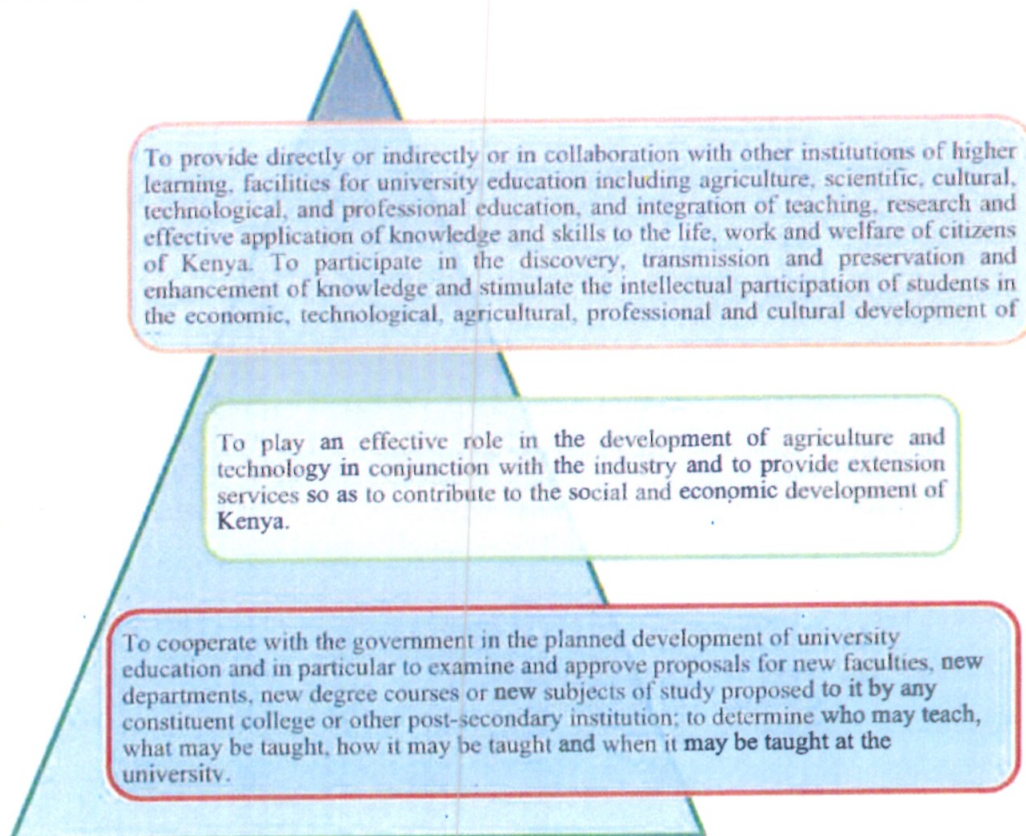 To provide directly or indirectly or in collaboration with other institutions of higher
learning, facilities for university education including agriculture, scientific, cultural,
technological, and professional education, and integration of teaching, research and
effective application of knowledge and skills to the life, work and welfare of citizens
of Kenya. To participate in the discovery, transmission and preservation and
enhancement of knowledge and stimulate the intellectual participation of students in
the economic, technological, agricultural, professional and cultural development of
To play an effective role in the development of agriculture and
technology in conjunction with the industry and to provide extension
services so as to contribute to the social and economic development of
Kenya.
To cooperate with the government in the planned development of university
education and in particular to examine and approve proposals for new faculties, new
departments, new degree courses or new subjects of study proposed to it by any
constituent college or other post-secondary institution; to determine who may teach,
what may be taught, how it may be taught and when it may be taught at the
university.